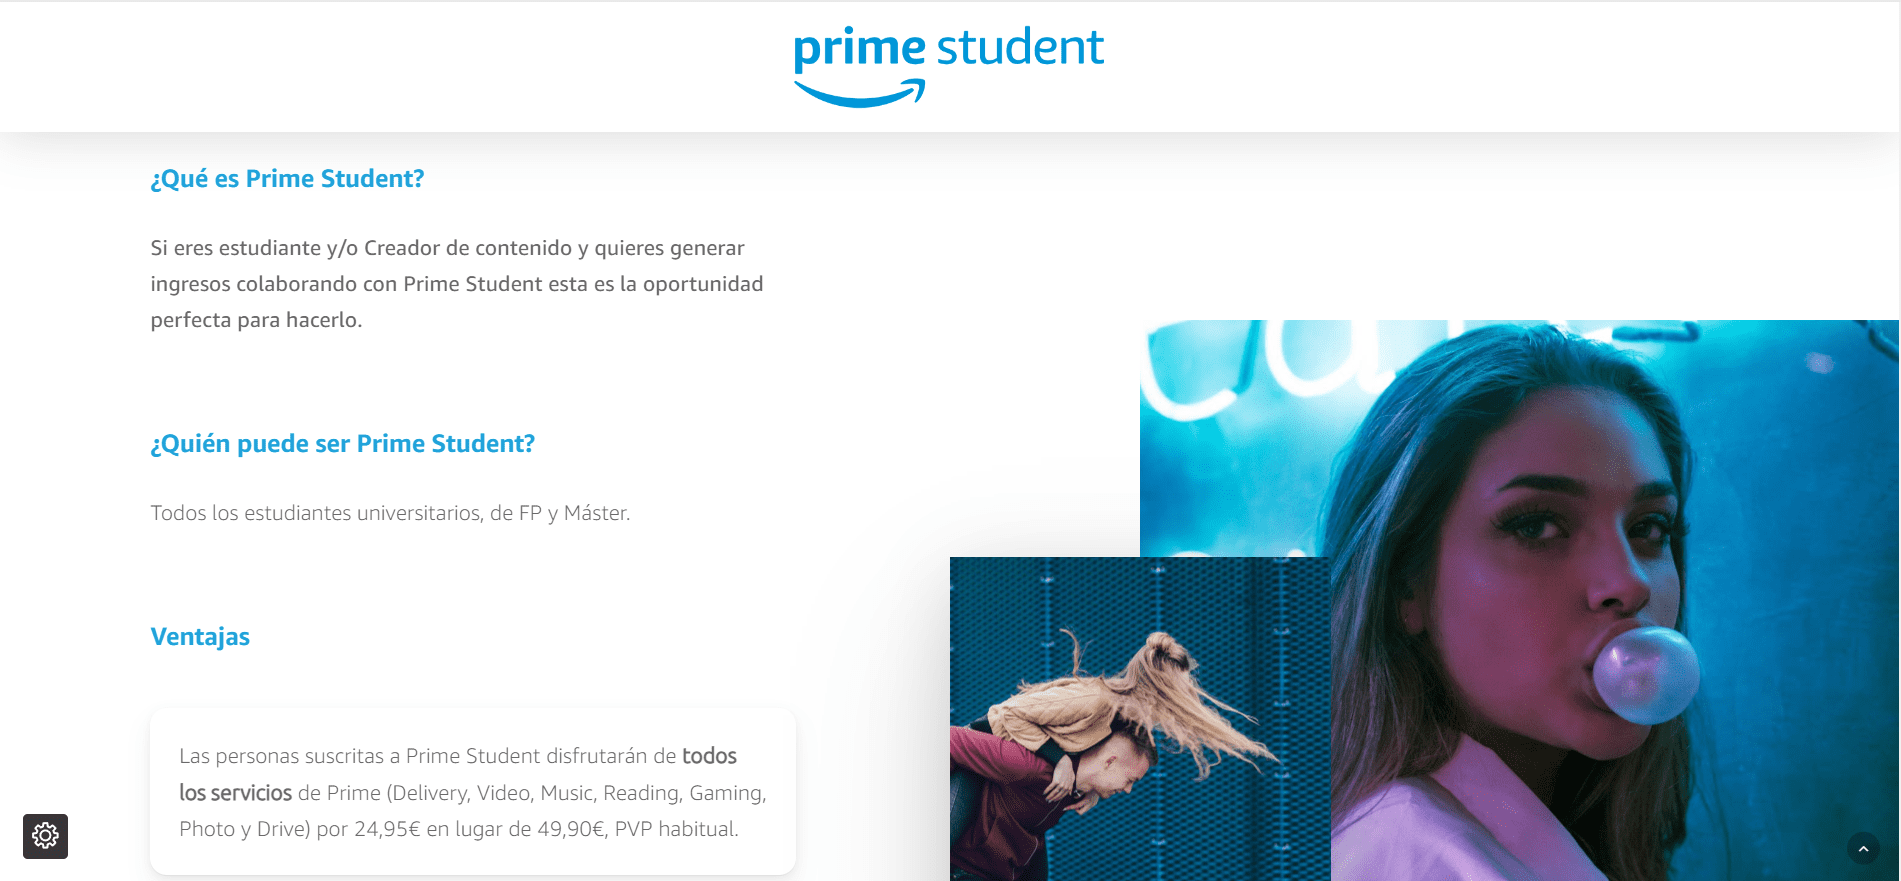 prime student
¿Qué es Prime Student?
Si eres estudiante y/o Creador de contenido y quieres generar
ingresos colaborando con Prime Student esta es la oportunidad
perfecta para hacerlo.
¿Quién puede ser Prime Student?
Todos los estudiantes universitarios, de FP y Máster.
Ventajas
Las personas suscritas a Prime Student disfrutarán de todos
los servicios de Prime (Delivery, Video, Music, Reading, Gaming,
Photo y Drive) por 24,95€ en lugar de 49,90€, PVP habitual.